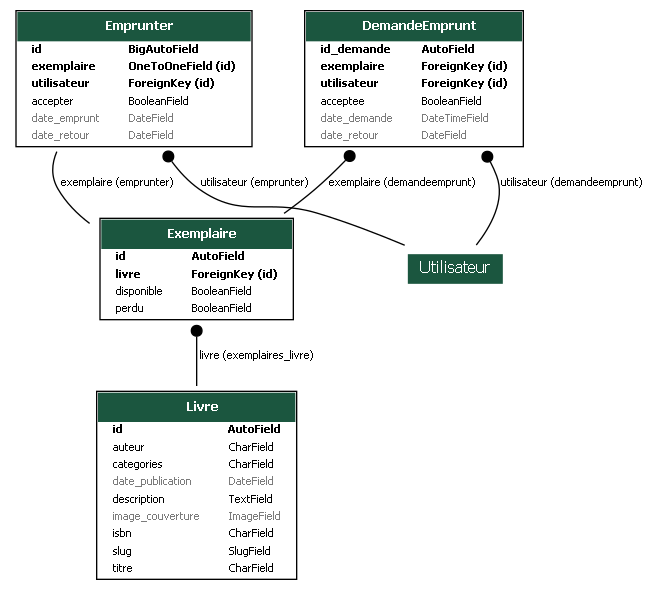 Emprunter
id BigAutoField
exemplaire OneToOneField (id)
utilisateur ForeignKey (id)
accepter BooleanField
date_emprunt DateField
date_retour DateField
DemandeEmprunt
id_demande AutoField
exemplaire ForeignKey (id)
utilisateur ForeignKey (id)
acceptee BooleanField
date_demande DateTimeField
date_retour DateField
exemplaire (emprunter)
utilisateur (emprunter)
exemplaire (demandeemprunt)
utilisateur (demandeemprunt)
Exemplaire
id AutoField
livre ForeignKey (id)
disponible BooleanField
perdu BooleanField
Utilisateur
livre (exemplaires_livre)
Livre
id AutoField
auteur CharField
categories CharField
date_publication DateField
description TextField
image_couverture ImageField
isbn CharField
slug SlugField
titre CharField